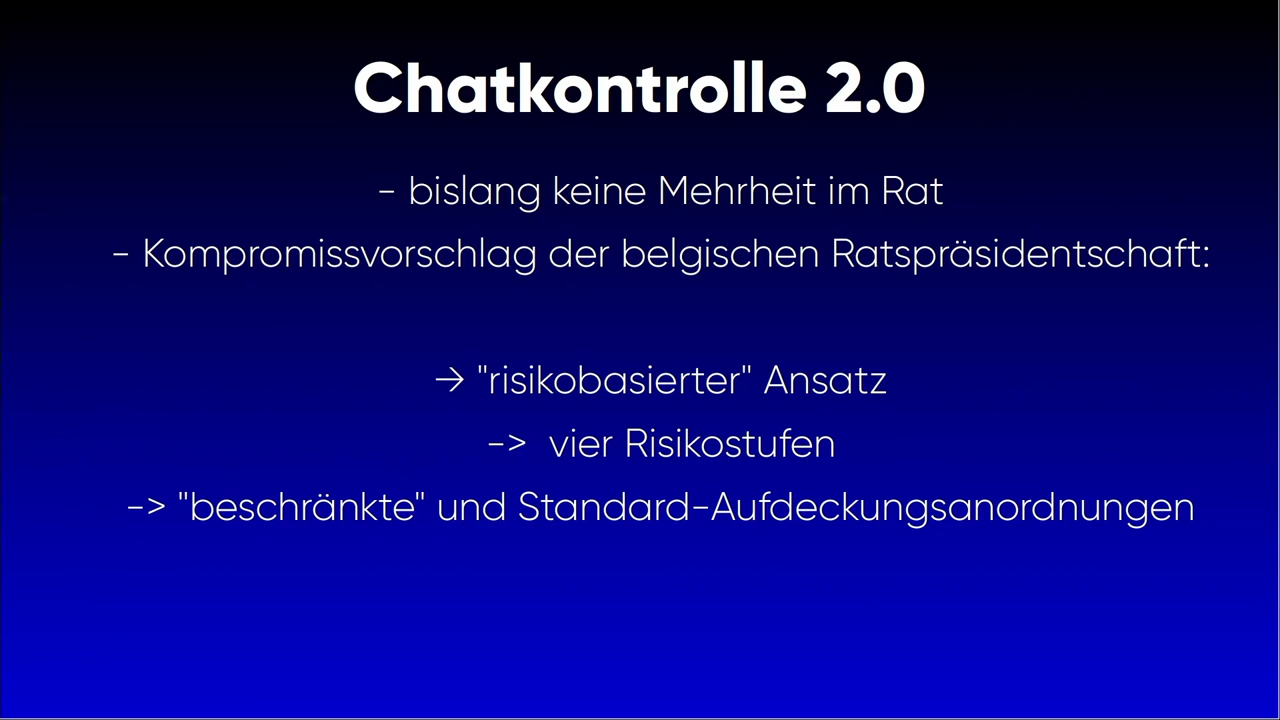 Chatkontrolle 2.0
- bislang keine Mehrheit im Rat
- Kompromissvorschlag der belgischen Ratspräsidentschaft:
→ "risikobasierter" Ansatz
-> vier Risikostufen
-> "beschränkte" und Standard-Aufdeckungsanordnungen